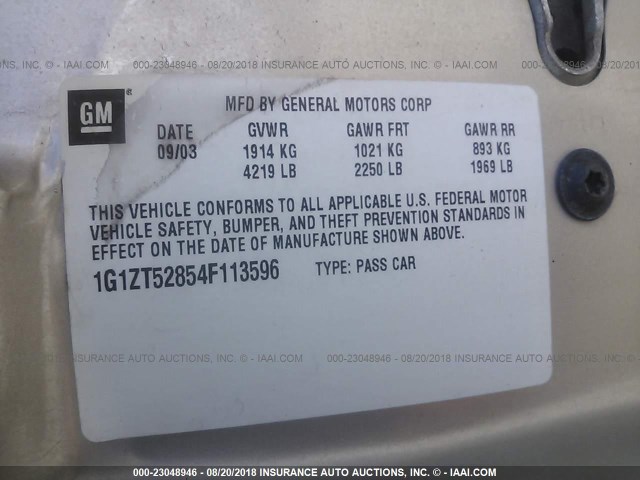 000-23048946 - 08/20/2018 INSURANCE AUTO AUCTIONS, INC. - IAAI.COM
GM
MFD BY GENERAL MOTORS CORP
DATE GVWR GAWR FRT GAWR RR
09/03 1914 KG 1021 KG 893 KG
4219 LB 2250 LB 1969 LB
THIS VEHICLE CONFORMS TO ALL APPLICABLE U.S. FEDERAL MOTOR
VEHICLE SAFETY, BUMPER, AND THEFT PREVENTION STANDARDS IN
EFFECT ON THE DATE OF MANUFACTURE SHOWN ABOVE.
1G1ZT52854F113596 TYPE: PASS CAR
INSURANCE AUTO AUCTIONS, INC. - IAAI.COM 000-23048946 - 08/20/2018 INSURANCE AUTO AUCTIONS, INC. - IAAI.COM
000-23048946 - 08/20/2018 INSURANCE AUTO AUCTIONS, INC. - IAAI.COM